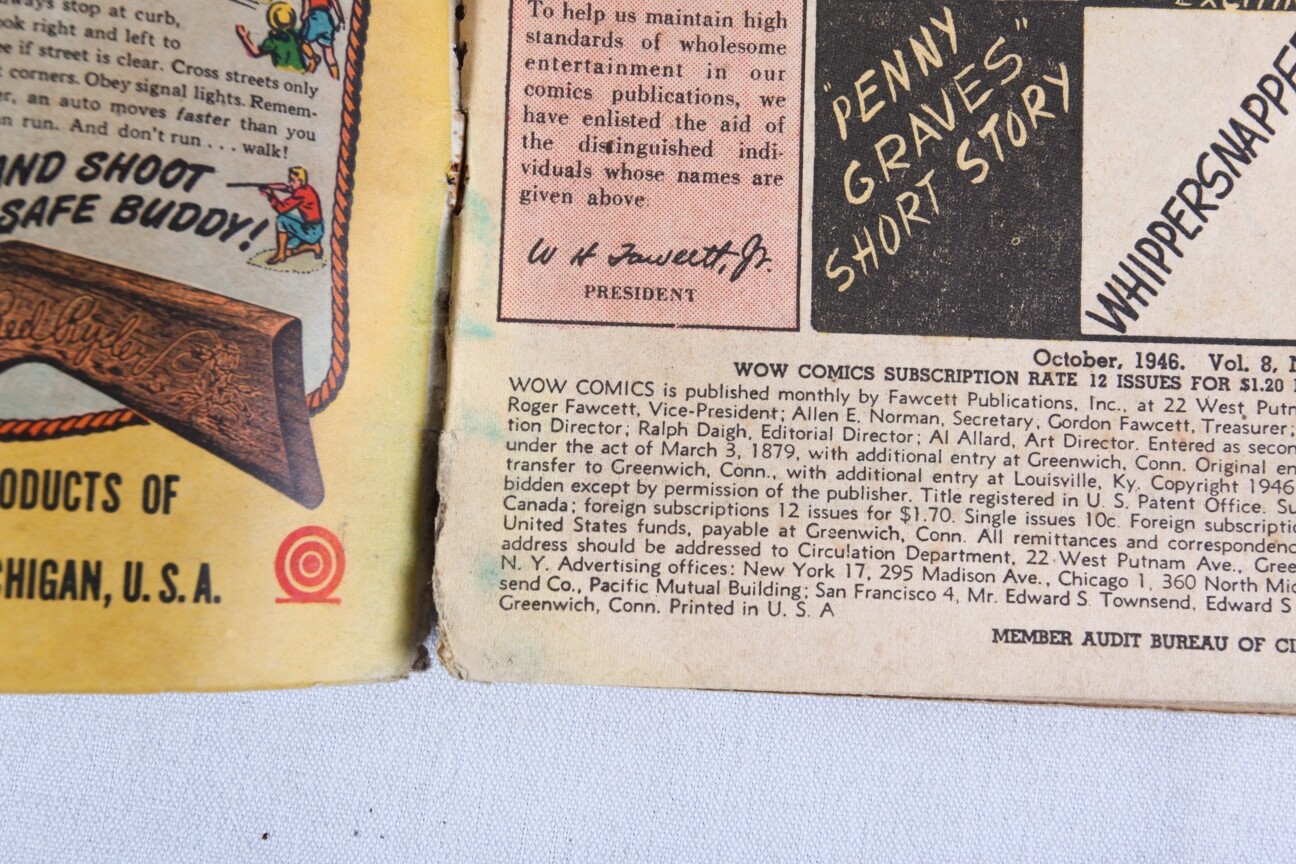 always stop at curb,
look right and left to
see if street is clear. Cross streets only
corners. Obey signal lights. Remem-
an auto moves faster than you
can run. And don't run . . . walk!
AND SHOOT
SAFE BUDDY!
Red Ryder
PRODUCTS OF
MICHIGAN, U. S. A.
To help us maintain high
standards of wholesome
entertainment in our
comics publications, we
have enlisted the aid of
the distinguished indi-
viduals whose names are
given above
W H Fawcett, Jr.
PRESIDENT
"PENNY
GRAVES"
SHORT STORY
WHIPPERSNAPPE
October, 1946. Vol. 8, N
WOW COMICS SUBSCRIPTION RATE 12 ISSUES FOR $1.20
WOW COMICS is published monthly by Fawcett Publications, Inc., at 22 West Putn
Roger Fawcett, Vice-President; Allen E. Norman, Secretary, Gordon Fawcett, Treasurer;
tion Director; Ralph Daigh, Editorial Director; Al Allard, Art Director. Entered as secon
under the act of March 3, 1879, with additional entry at Greenwich, Conn. Original en
transfer to Greenwich, Conn., with additional entry at Louisville, Ky. Copyright 1946
bidden except by permission of the publisher. Title registered in U. S. Patent Office. Su
Canada; foreign subscriptions 12 issues for $1.70. Single issues 10c. Foreign subscriptio
United States funds, payable at Greenwich, Conn. All remittances and correspondenc
address should be addressed to Circulation Department, 22 West Putnam Ave., Gree
N. Y. Advertising offices: New York 17, 295 Madison Ave., Chicago 1, 360 North Mic
send Co., Pacific Mutual Building; San Francisco 4, Mr. Edward S. Townsend, Edward S
Greenwich, Conn. Printed in U. S. A
MEMBER AUDIT BUREAU OF CI